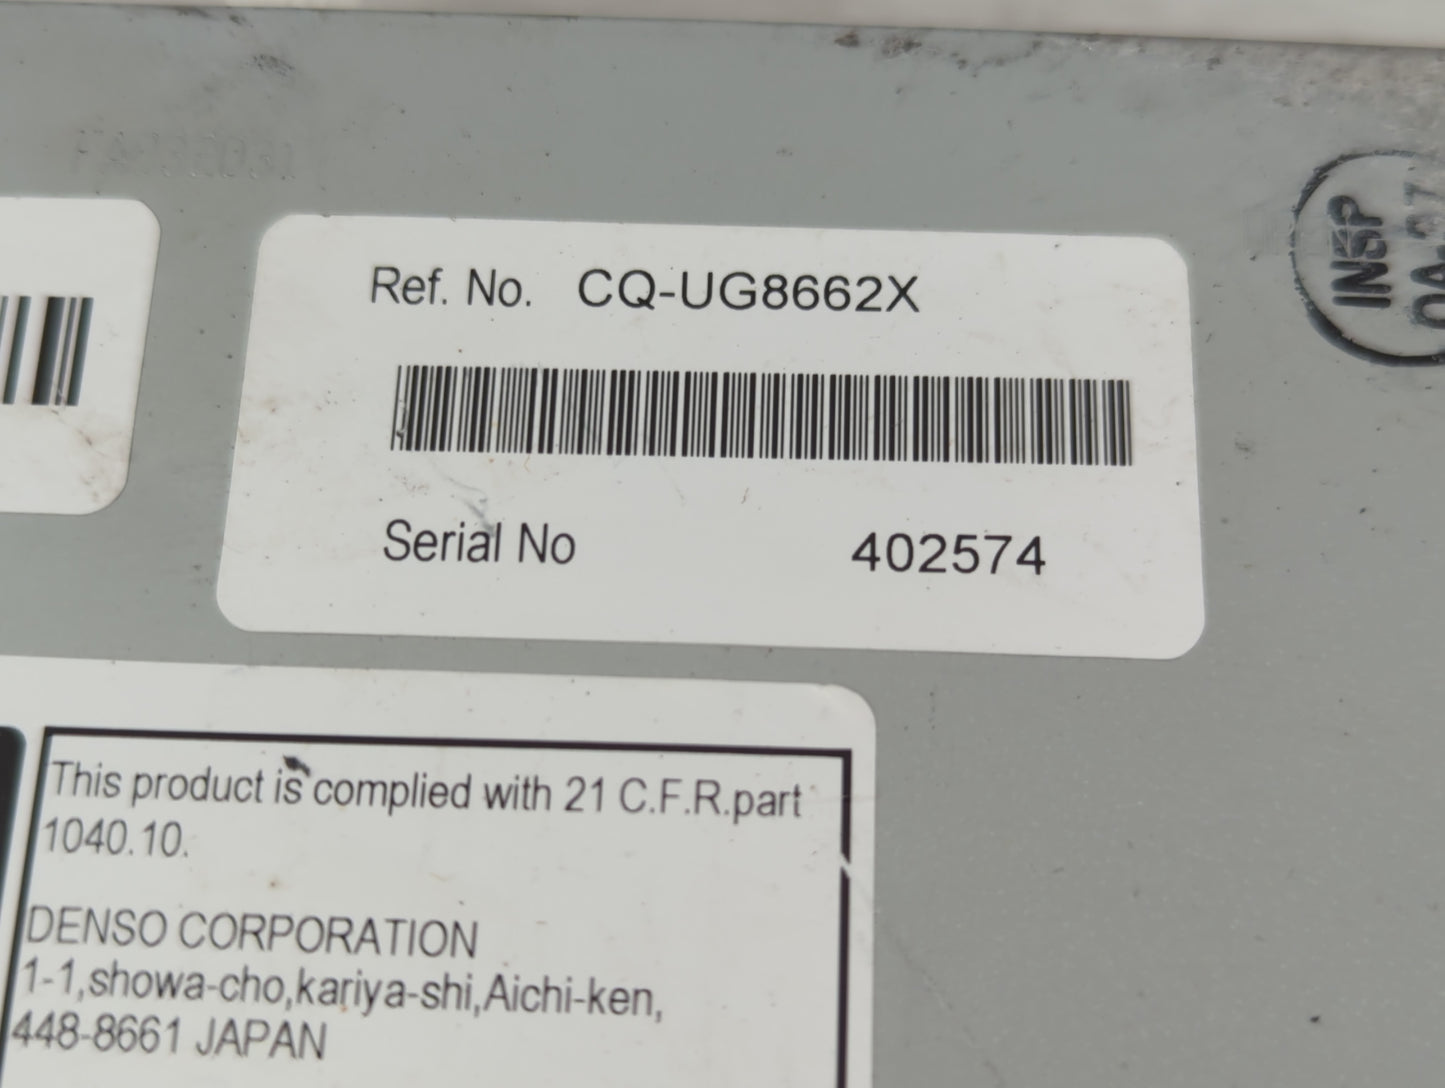 INSP
Ref. No. CQ-UG8662X
Serial No 402574
This product is complied with 21 C.F.R.part
1040.10.
DENSO CORPORATION
1-1,showa-cho,kariya-shi,Aichi-ken,
448-8661 JAPAN